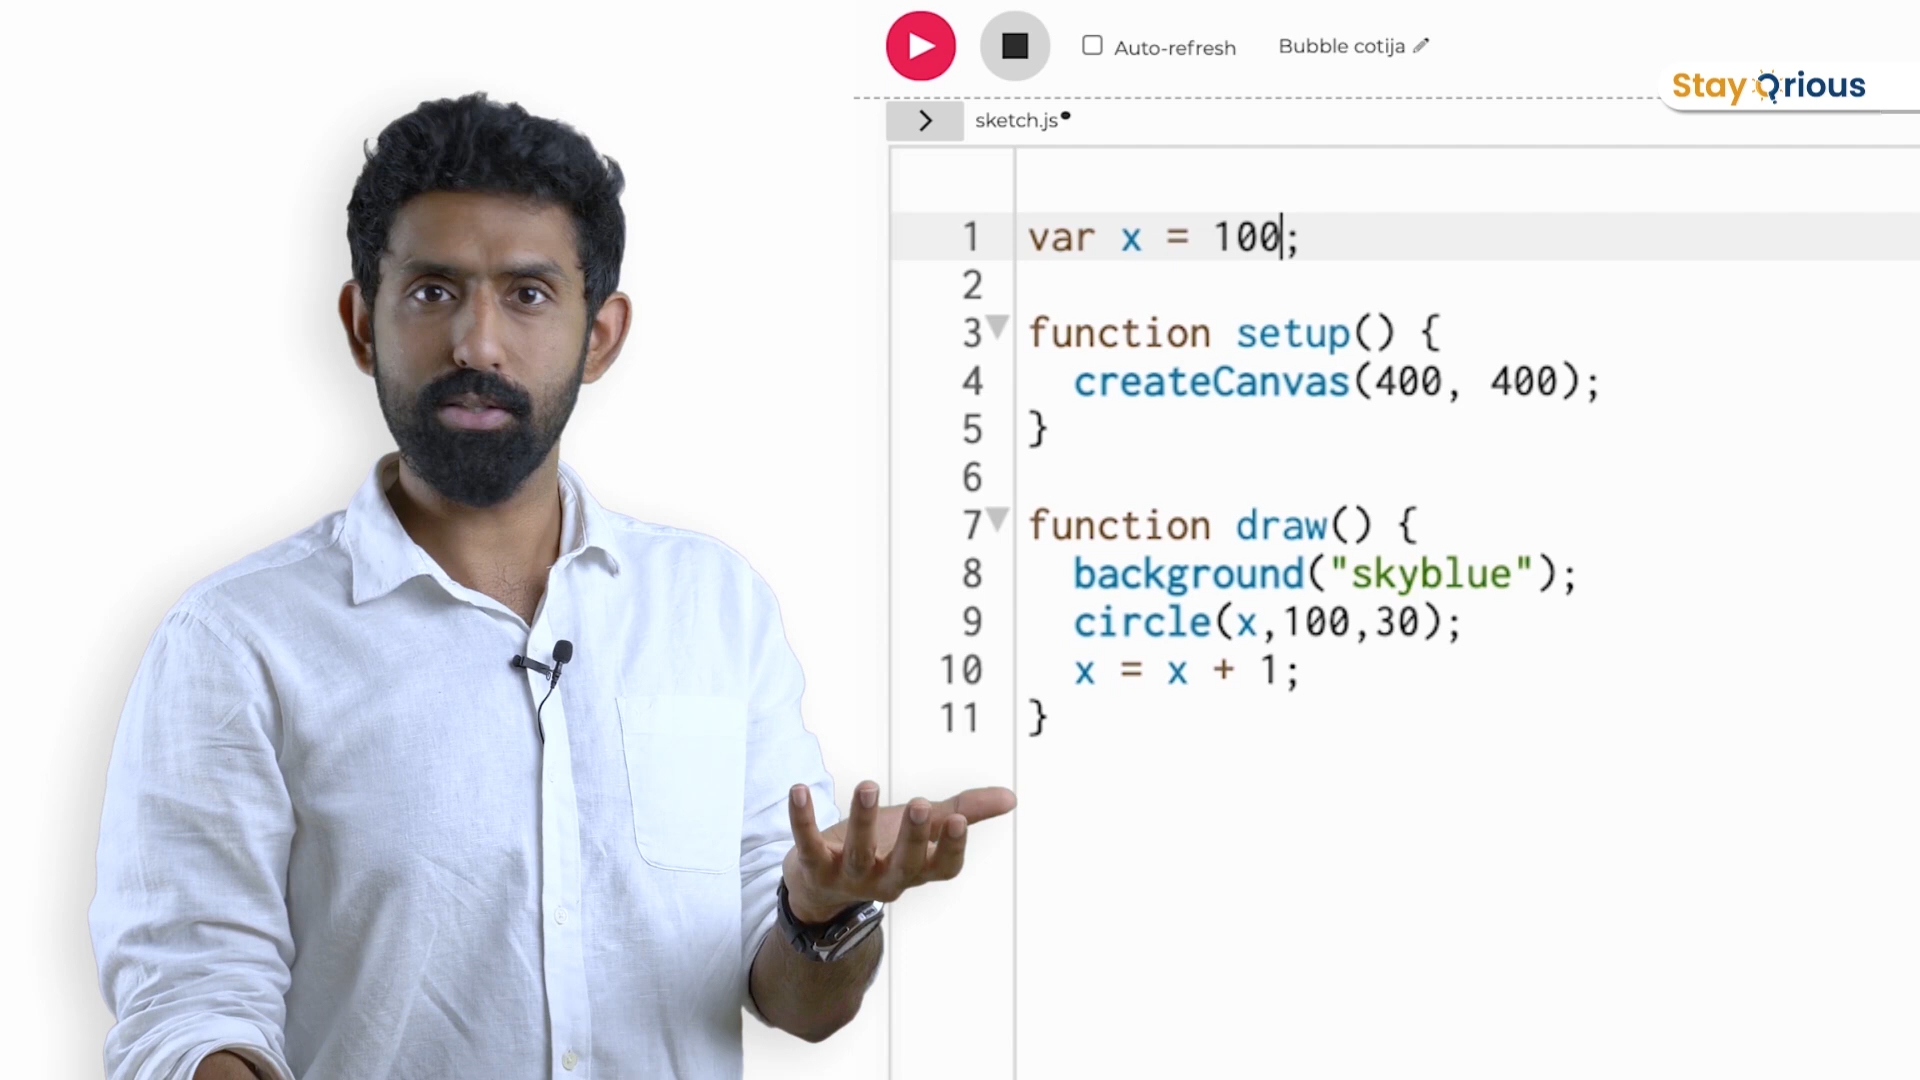 Auto-refresh Bubble cotija
Stay Qrious
sketch.js
1 var x = 100;
2
3 function setup() {
4 createCanvas(400, 400);
5 }
6
7 function draw() {
8 background("skyblue");
9 circle(x,100,30);
10 x = x + 1;
11 }